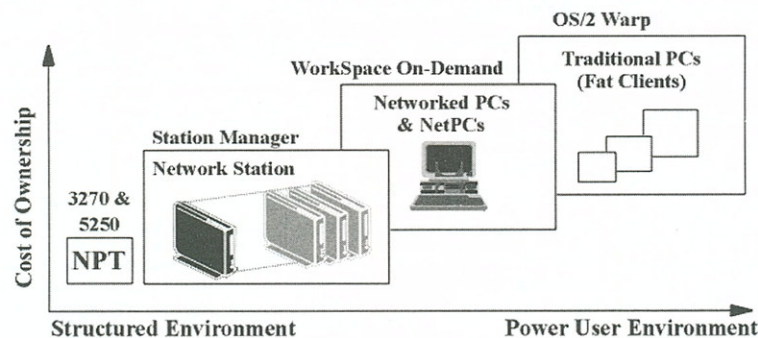 OS/2 Warp
Traditional PCs
(Fat Clients)
WorkSpace On-Demand
Networked PCs
& NetPCs
Station Manager
Network Station
3270 &
5250
NPT
Cost of Ownership
Structured Environment
Power User Environment